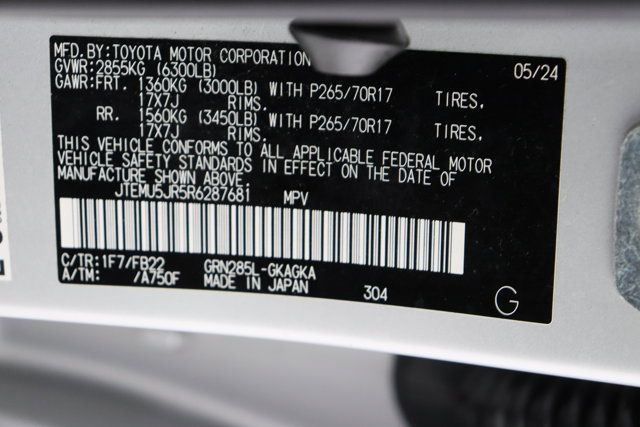 MFD.BY:TOYOTA MOTOR CORPORATION 05/24
GVWR:2855KG (6300LB)
GAWR:FRT. 1360KG (3000LB) WITH P265/70R17 TIRES,
17X7J RIMS.
RR. 1560KG (3450LB) WITH P265/70R17 TIRES,
17X7J RIMS.
THIS VEHICLE CONFORMS TO ALL APPLICABLE FEDERAL MOTOR
VEHICLE SAFETY STANDARDS IN EFFECT ON THE DATE OF
MANUFACTURE SHOWN ABOVE
JTEMU5JR5R6287681 MPV
C/TR:1F7/FB22 GRN285L-GKAGKA
A/TM: /A750F MADE IN JAPAN 304 G